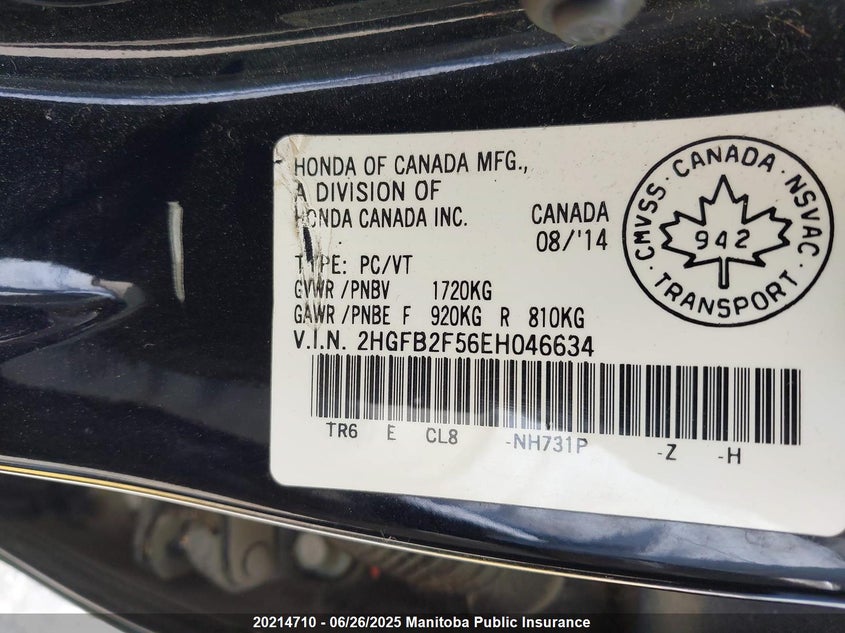 HONDA OF CANADA MFG.,
A DIVISION OF
HONDA CANADA INC. CANADA
08/'14
TYPE: PC/VT
GVWR/PNBV 1720KG
GAWR/PNBE F 920KG R 810KG
V.I.N. 2HGFB2F56EH046634
TR6 E CL8 -NH731P -Z -H
CMVSS · CANADA · NSVAC · TRANSPORT ·
942
20214710 - 06/26/2025 Manitoba Public Insurance